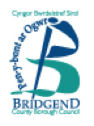 Cyngor Bwrdeistref Sirol
Pen-y-bont ar Ogwr
BRIDGEND
County Borough Council